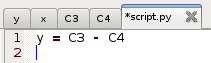 y x C3 C4 *script.py
1 y = C3 - C4
2